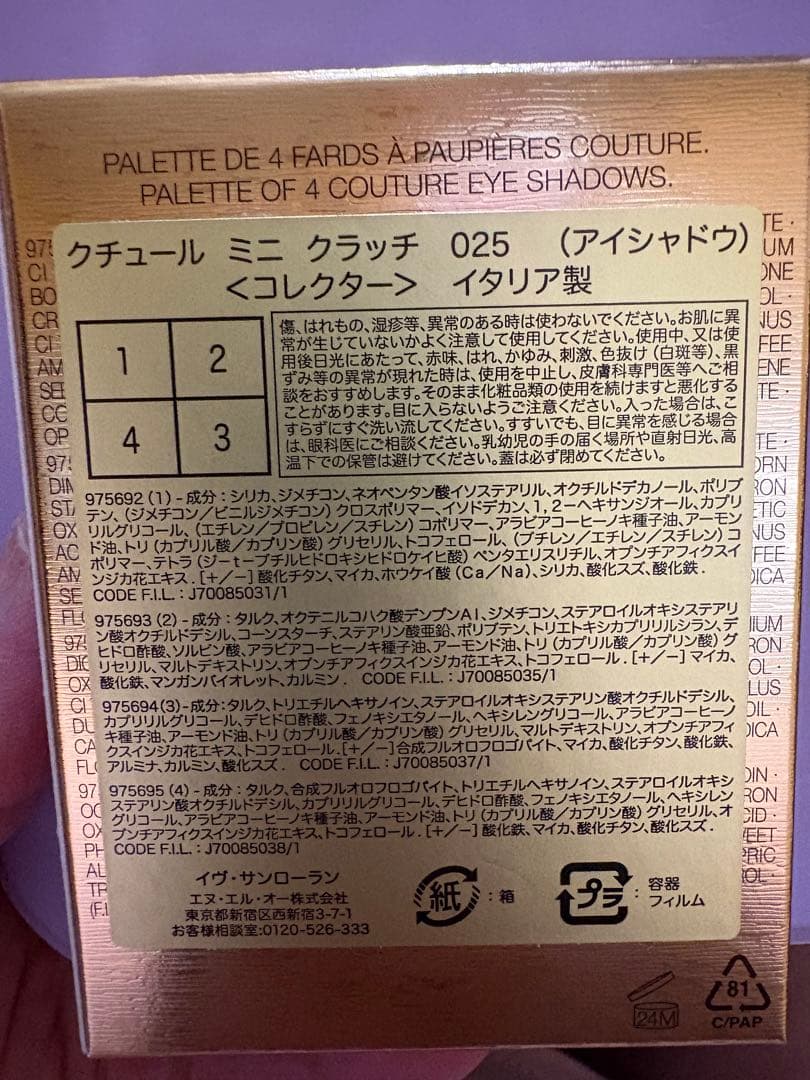 PALETTE DE 4 FARDS À PAUPIÈRES COUTURE.
PALETTE OF 4 COUTURE EYE SHADOWS.
クチュール ミニ クラッチ 025 (アイシャドウ)
<コレクター> イタリア製
1 2
4 3
傷、はれもの、湿疹等、異常のある時は使わないでください。お肌に異
常が生じていないかよく注意して使用してください。使用中、又は使
用後日光にあたって、赤味、はれ、かゆみ、刺激、色抜け(白斑等)、黒
ずみ等の異常が現れた時は、使用を中止し、皮膚科専門医等へご相
談をおすすめします。そのまま化粧品類の使用を続けますと悪化する
ことがあります。目に入らないようご注意ください。入った場合は、こ
すらずにすぐ洗い流してください。すすいでも、目に異常を感じる場合
は、眼科医にご相談ください。乳幼児の手の届く場所や直射日光、高
温下での保管は避けてください。蓋は必ず閉めてください。
975692(1)-成分:シリカ、ジメチコン、ネオペンタン酸イソステアリル、オクチルドデカノール、ポリブ
テン、(ジメチコン/ビニルジメチコン)クロスポリマー、イソドデカン、1,2-ヘキサンジオール、カプリ
リルグリコール、(エチレン/プロピレン/スチレン)コポリマー、アラビアコーヒーノキ種子油、アーモン
ド油、トリ(カプリル酸/カプリン酸)グリセリル、トコフェロール、(ブチレン/エチレン/スチレン)コ
ポリマー、テトラ(ジ-t-ブチルヒドロキシヒドロケイヒ酸)ペンタエリスリチル、オプンチアフィクスイ
ンジカ花エキス.[+/-]酸化チタン、マイカ、ホウケイ酸(Ca/Na)、シリカ、酸化スズ、酸化鉄.
CODE F.I.L.:J70085031/1
975693(2)-成分:タルク、オクテニルコハク酸デンプンAl、ジメチコン、ステアロイルオキシステアリ
ン酸オクチルドデシル、コーンスターチ、ステアリン酸亜鉛、ポリブテン、トリエトキシカプリリルシラン、デ
ヒドロ酢酸、ソルビン酸、アラビアコーヒーノキ種子油、アーモンド油、トリ(カプリル酸/カプリン酸)グ
リセリル、マルトデキストリン、オプンチアフィクスインジカ花エキス、トコフェロール.[+/-]マイカ、
酸化鉄、マンガンバイオレット、カルミン. CODE F.I.L.:J70085035/1
975694(3)-成分:タルク、トリエチルヘキサノイン、ステアロイルオキシステアリン酸オクチルドデシル、
カプリリルグリコール、デヒドロ酢酸、フェノキシエタノール、ヘキシレングリコール、アラビアコーヒーノ
キ種子油、アーモンド油、トリ(カプリル酸/カプリン酸)グリセリル、マルトデキストリン、オプンチアフィ
クスインジカ花エキス、トコフェロール.[+/-]合成フルオロフロゴパイト、マイカ、酸化チタン、酸化鉄、
アルミナ、カルミン、酸化スズ. CODE F.I.L.:J70085037/1
975695(4)-成分:タルク、合成フルオロフロゴパイト、トリエチルヘキサノイン、ステアロイルオキシ
ステアリン酸オクチルドデシル、カプリリルグリコール、デヒドロ酢酸、フェノキシエタノール、ヘキシレン
グリコール、アラビアコーヒーノキ種子油、アーモンド油、トリ(カプリル酸/カプリン酸)グリセリル、オ
プンチアフィクスインジカ花エキス、トコフェロール.[+/-]酸化鉄、マイカ、酸化チタン、酸化スズ.
CODE F.I.L.:J70085038/1
イヴ・サンローラン
エヌ・エル・オー株式会社
東京都新宿区西新宿3-7-1
お客様相談室:0120-526-333
紙:箱
プラ:容器
フィルム
24M
81
C/PAP